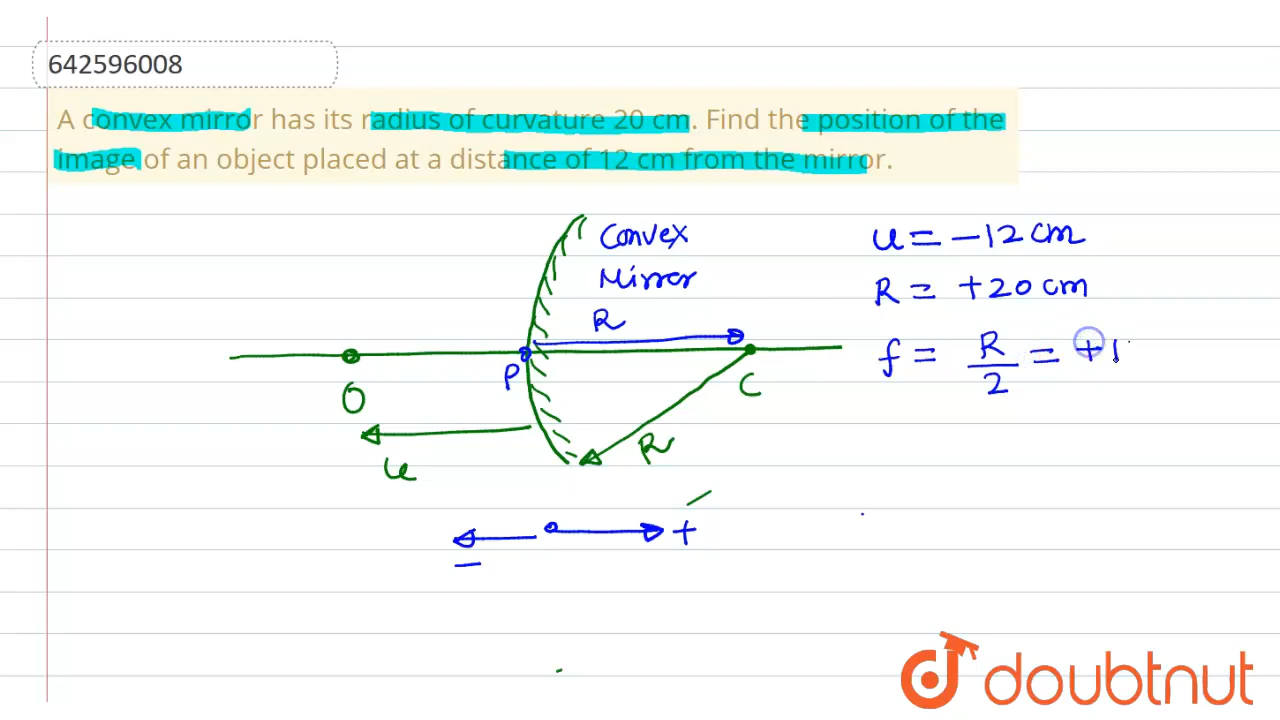 642596008
A convex mirror has its radius of curvature 20 cm. Find the position of the
image of an object placed at a distance of 12 cm from the mirror.
Convex
Mirror
R
P
O
C
R
u
u = -12 cm
R = +20 cm
f = R/2 = +1
- +
doubtnut